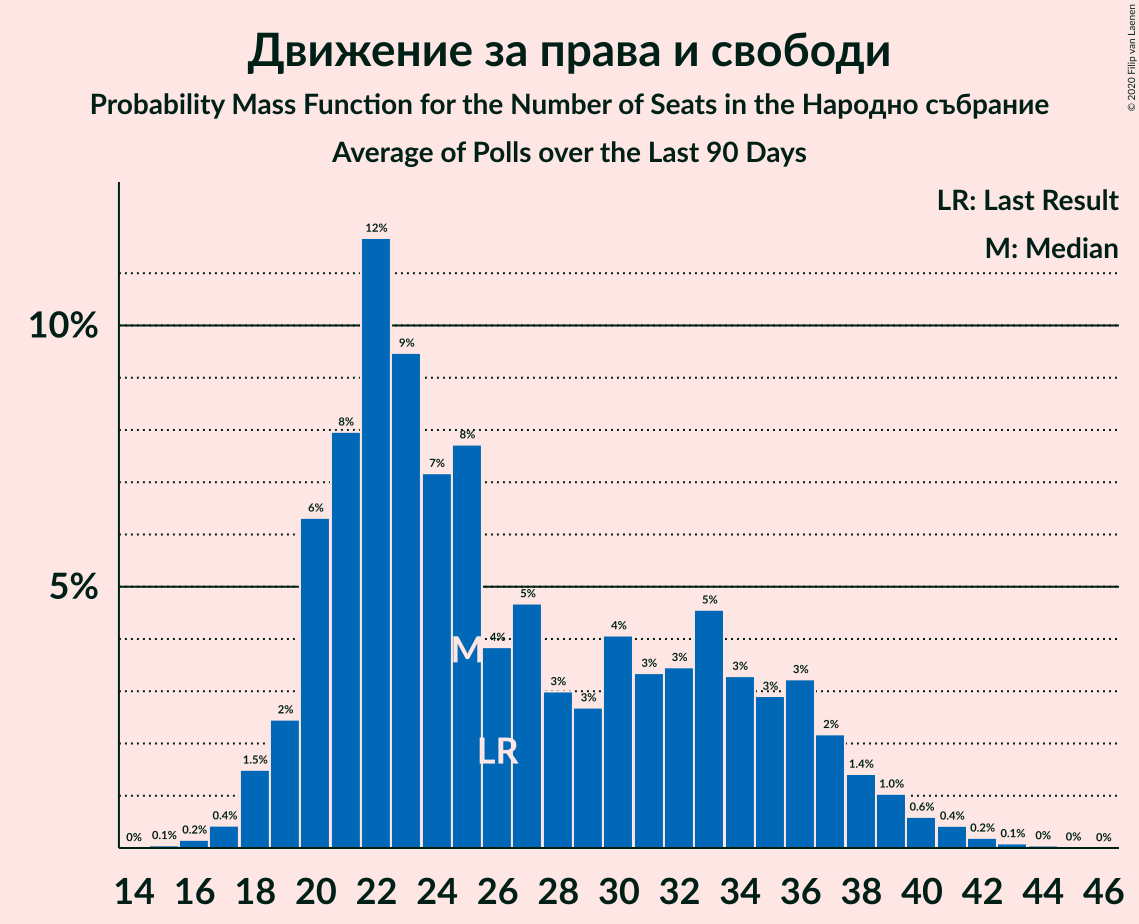 Движение за права и свободи
Probability Mass Function for the Number of Seats in the Народно събрание
Average of Polls over the Last 90 Days
© 2020 Filip van Laenen
LR: Last Result
M: Median
10%
5%
0% 0.1% 0.2% 0.4% 1.5% 2% 6% 8% 12% 9% 7% 8% 4% 5% 3% 3% 4% 3% 3% 5% 3% 3% 3% 2% 1.4% 1.0% 0.6% 0.4% 0.2% 0.1% 0% 0% 0%
M
LR
14 16 18 20 22 24 26 28 30 32 34 36 38 40 42 44 46